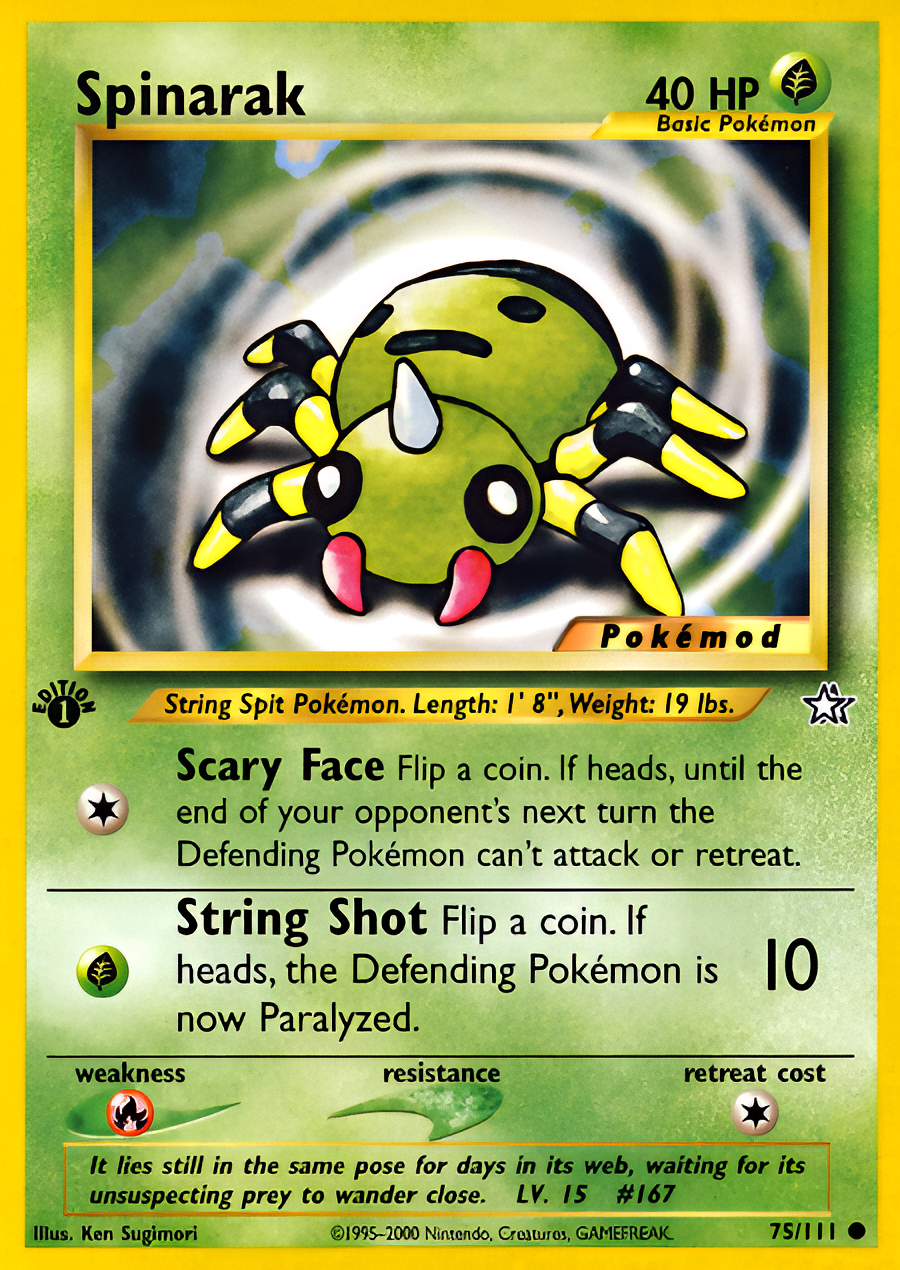 Spinarak
40 HP
Basic Pokémon
Pokémod
EDITION
1
String Spit Pokémon. Length: 1' 8", Weight: 19 lbs.
Scary Face Flip a coin. If heads, until the
end of your opponent's next turn the
Defending Pokémon can't attack or retreat.
String Shot Flip a coin. If
heads, the Defending Pokémon is
now Paralyzed.
10
weakness
resistance
retreat cost
It lies still in the same pose for days in its web, waiting for its
unsuspecting prey to wander close. LV. 15 #167
Illus. Ken Sugimori
©1995-2000 Nintendo, Creatures, GAMEFREAK
75/111